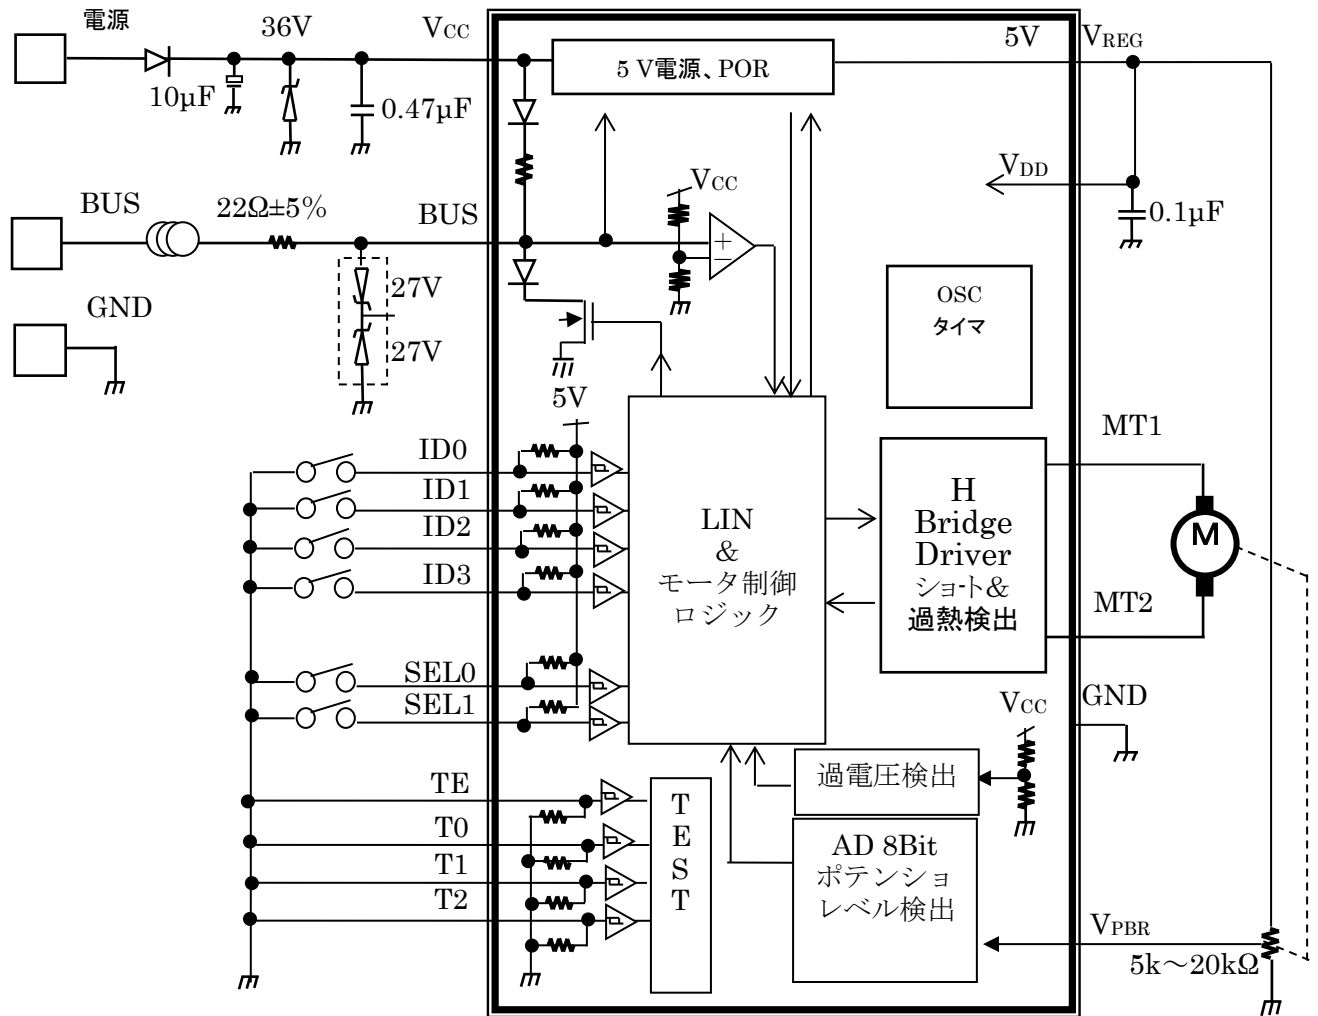 電源
36V
VCC
5V
VREG
5 V電源、POR
10μF
0.47μF
VDD
VCC
BUS
22Ω±5%
BUS
0.1μF
27V
OSC
タイマ
GND
27V
5V
MT1
ID0
ID1
ID2
ID3
H
Bridge
Driver
ショート&
過熱検出
LIN
&
モータ制御
ロジック
M
MT2
SEL0
SEL1
VCC
GND
過電圧検出
TE
T0
T1
T2
T
E
S
T
AD 8Bit
ポテンショ
レベル検出
VPBR
5k～20kΩ